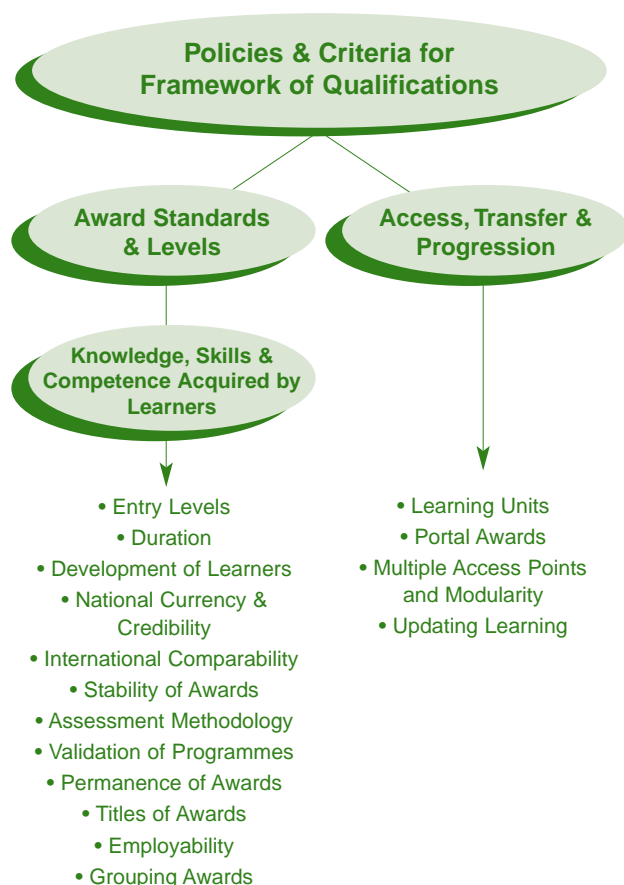 Policies & Criteria for
Framework of Qualifications
Award Standards
& Levels
Access, Transfer &
Progression
Knowledge, Skills &
Competence Acquired by
Learners
• Entry Levels
• Duration
• Development of Learners
• National Currency &
Credibility
• International Comparability
• Stability of Awards
• Assessment Methodology
• Validation of Programmes
• Permanence of Awards
• Titles of Awards
• Employability
• Grouping Awards
• Learning Units
• Portal Awards
• Multiple Access Points
and Modularity
• Updating Learning